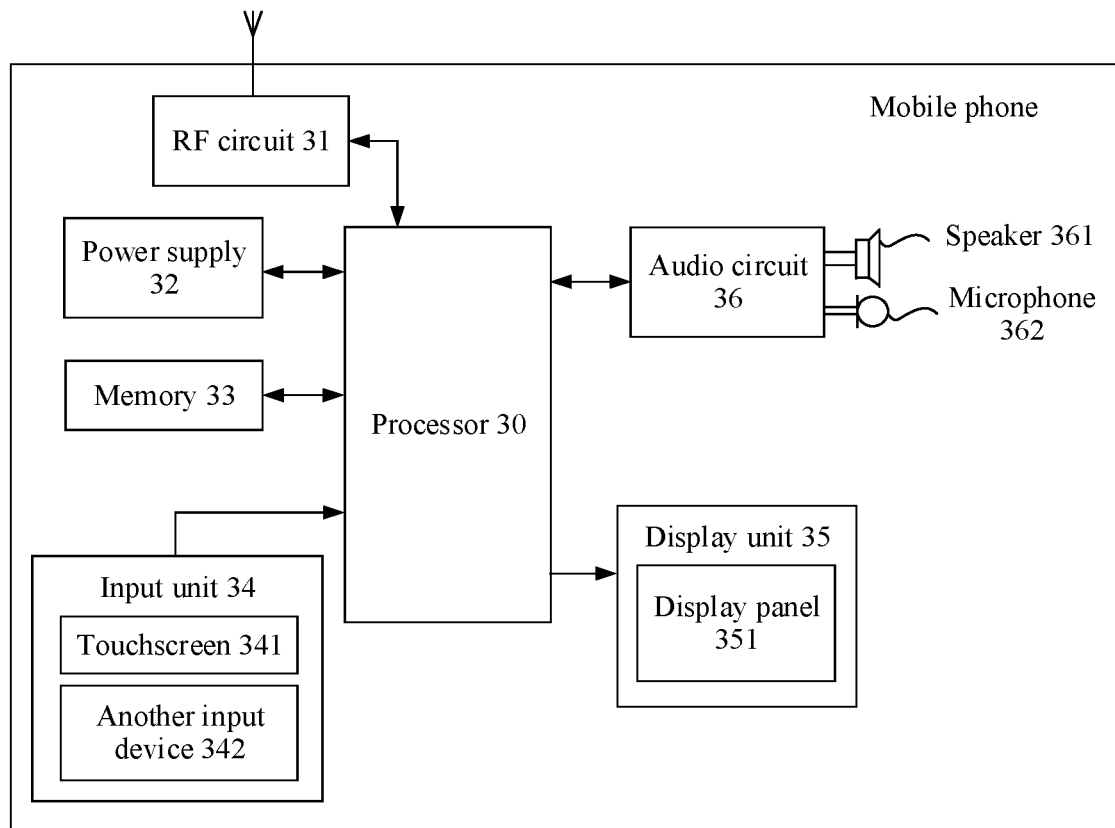 Mobile phone
RF circuit 31
Power supply
32
Memory 33
Processor 30
Audio circuit
36
Speaker 361
Microphone
362
Input unit 34
Touchscreen 341
Another input
device 342
Display unit 35
Display panel
351